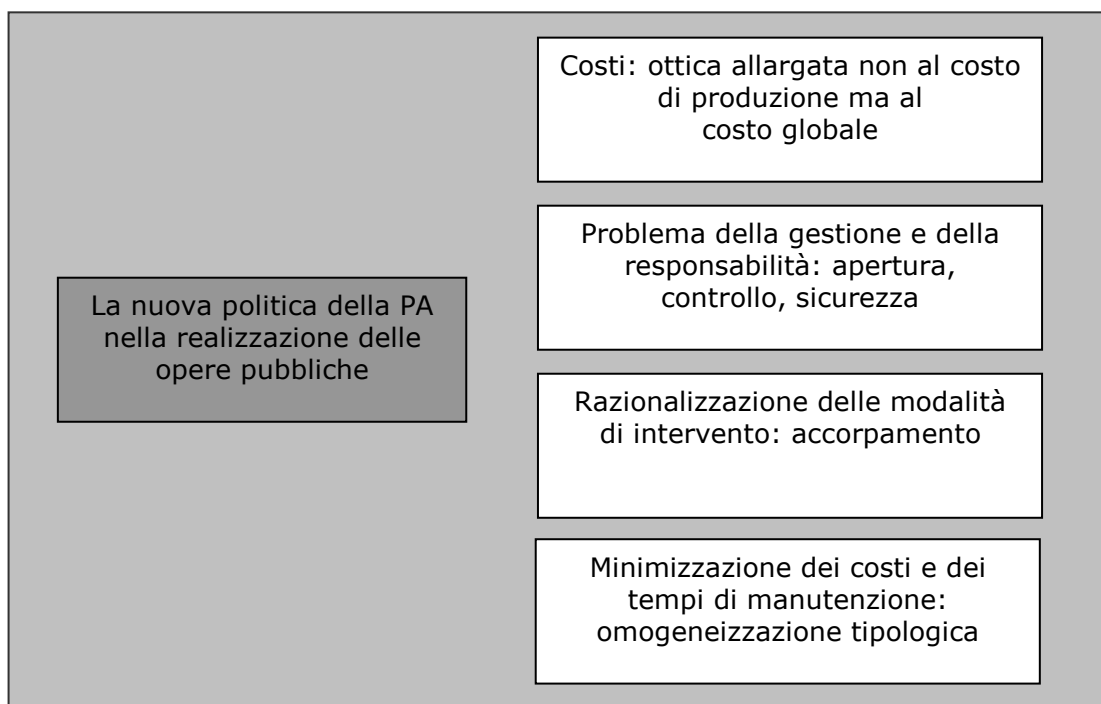 La nuova politica della PA
nella realizzazione delle
opere pubbliche
Costi: ottica allargata non al costo
di produzione ma al
costo globale
Problema della gestione e della
responsabilità: apertura,
controllo, sicurezza
Razionalizzazione delle modalità
di intervento: accorpamento
Minimizzazione dei costi e dei
tempi di manutenzione:
omogeneizzazione tipologica